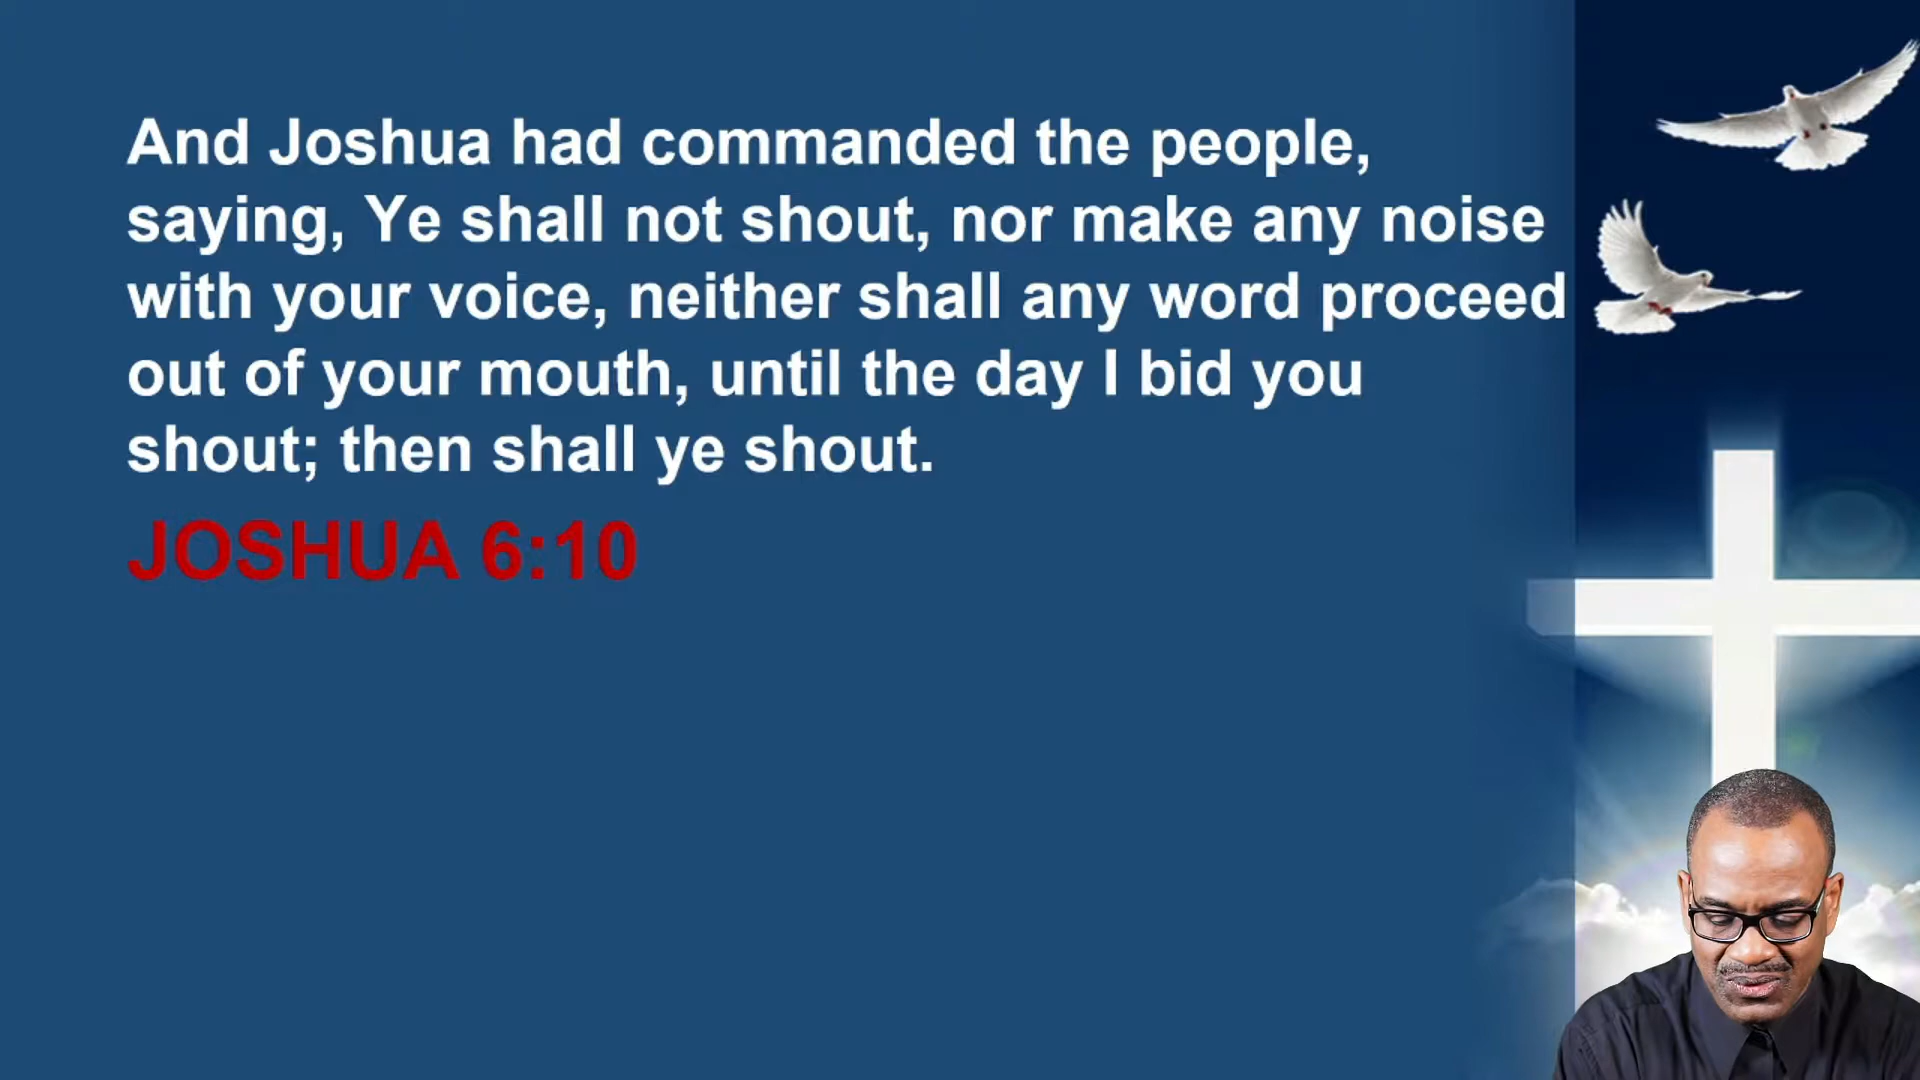 And Joshua had commanded the people,
saying, Ye shall not shout, nor make any noise
with your voice, neither shall any word proceed
out of your mouth, until the day I bid you
shout; then shall ye shout.
JOSHUA 6:10